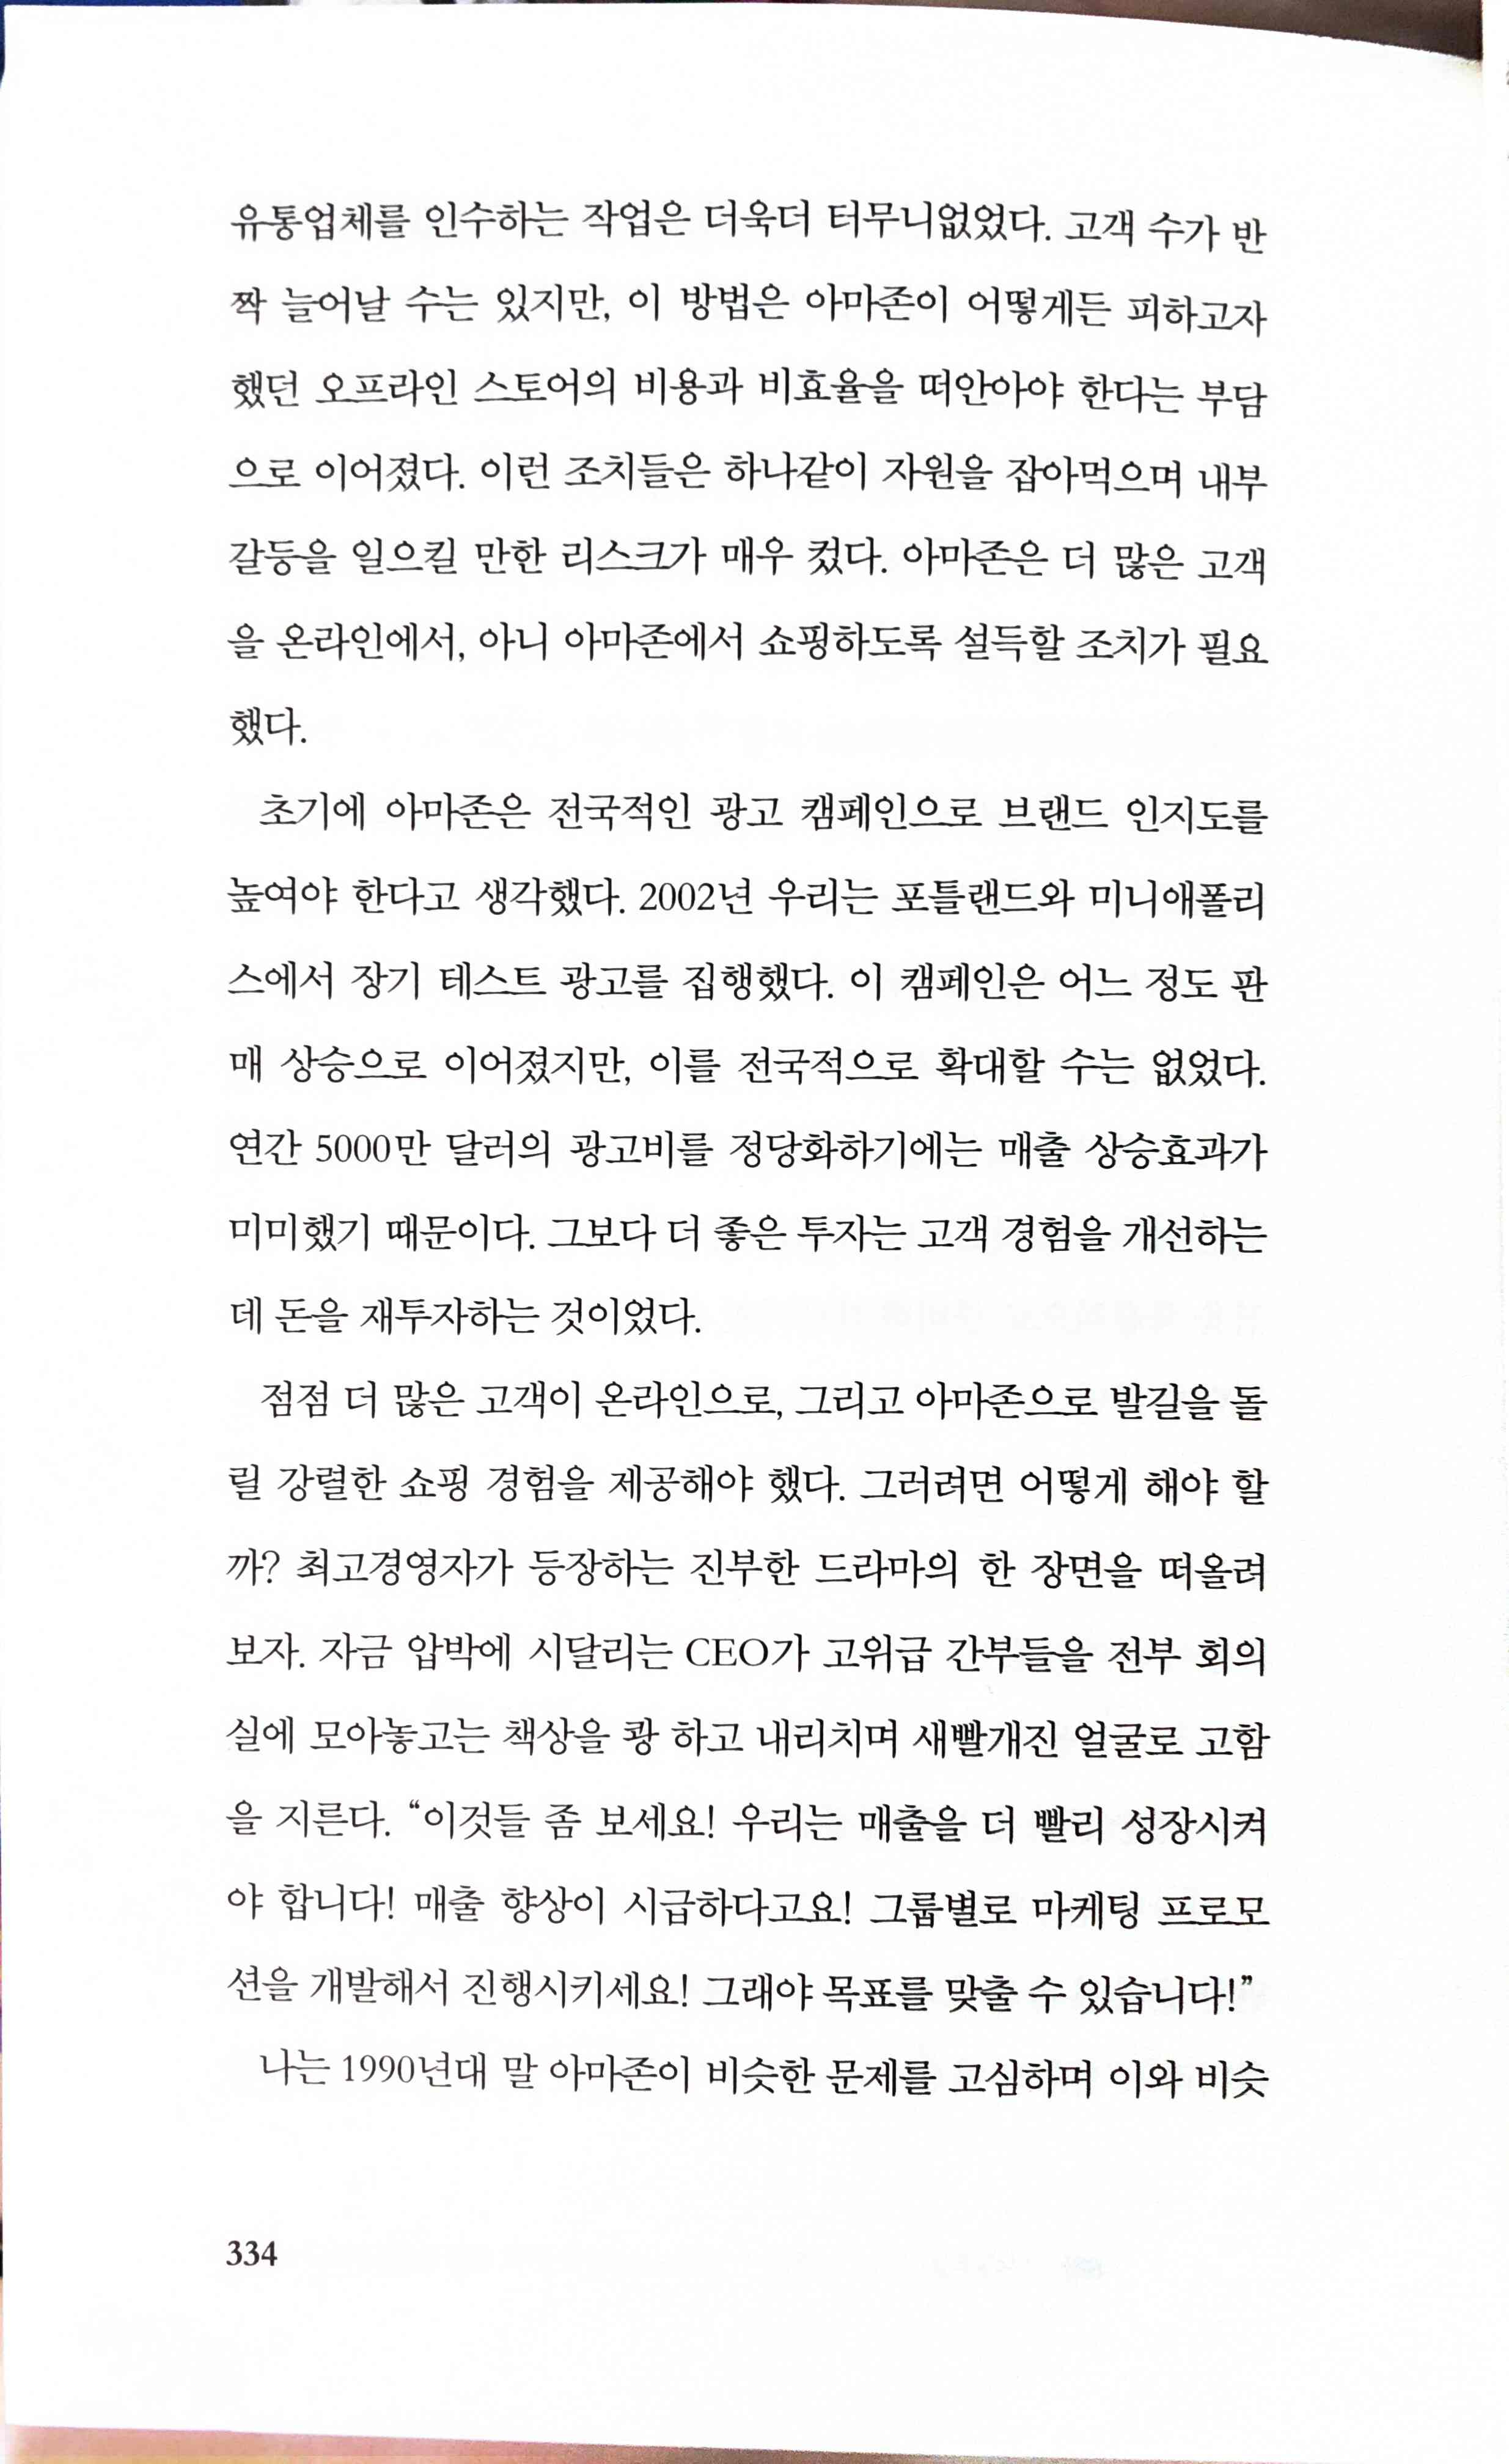 유통업체를 인수하는 작업은 더욱더 터무니없었다. 고객 수가 반
짝 늘어날 수는 있지만, 이 방법은 아마존이 어떻게든 피하고자
했던 오프라인 스토어의 비용과 비효율을 떠안아야 한다는 부담
으로 이어졌다. 이런 조치들은 하나같이 자원을 잡아먹으며 내부
갈등을 일으킬 만한 리스크가 매우 컸다. 아마존은 더 많은 고객
을 온라인에서, 아니 아마존에서 쇼핑하도록 설득할 조치가 필요
했다.
초기에 아마존은 전국적인 광고 캠페인으로 브랜드 인지도를
높여야 한다고 생각했다. 2002년 우리는 포틀랜드와 미니애폴리
스에서 장기 테스트 광고를 집행했다. 이 캠페인은 어느 정도 판
매 상승으로 이어졌지만, 이를 전국적으로 확대할 수는 없었다.
연간 5000만 달러의 광고비를 정당화하기에는 매출 상승효과가
미미했기 때문이다. 그보다 더 좋은 투자는 고객 경험을 개선하는
데 돈을 재투자하는 것이었다.
점점 더 많은 고객이 온라인으로, 그리고 아마존으로 발길을 돌
릴 강렬한 쇼핑 경험을 제공해야 했다. 그러려면 어떻게 해야 할
까? 최고경영자가 등장하는 진부한 드라마의 한 장면을 떠올려
보자. 자금 압박에 시달리는 CEO가 고위급 간부들을 전부 회의
실에 모아놓고는 책상을 쾅 하고 내리치며 새빨개진 얼굴로 고함
을 지른다. “이것들 좀 보세요! 우리는 매출을 더 빨리 성장시켜
야 합니다! 매출 향상이 시급하다고요! 그룹별로 마케팅 프로모
션을 개발해서 진행시키세요! 그래야 목표를 맞출 수 있습니다!”
나는 1990년대 말 아마존이 비슷한 문제를 고심하며 이와 비슷
334